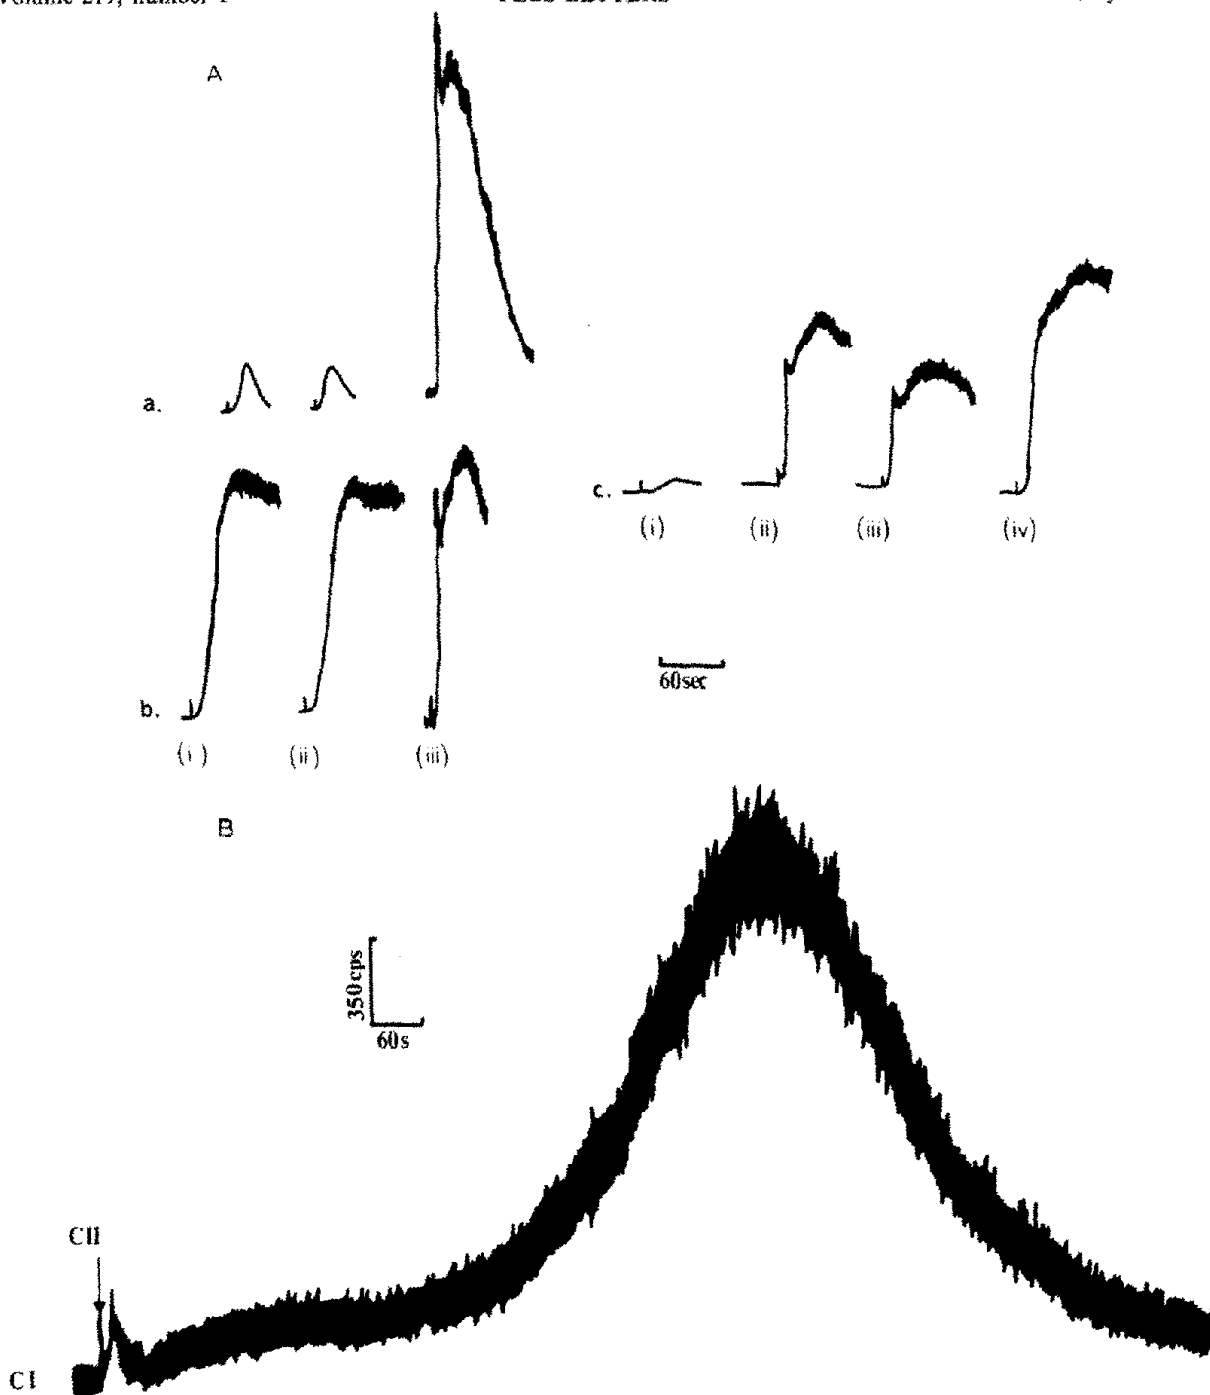 A
a.
c.
(i) (ii) (iii) (iv)
60sec
b.
(i) (ii) (iii)
B
350cps
60s
CII
CI